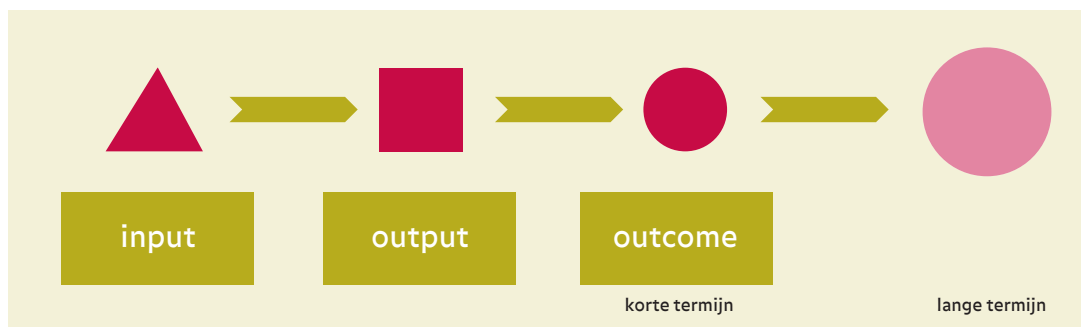 input
output
outcome
korte termijn
lange termijn